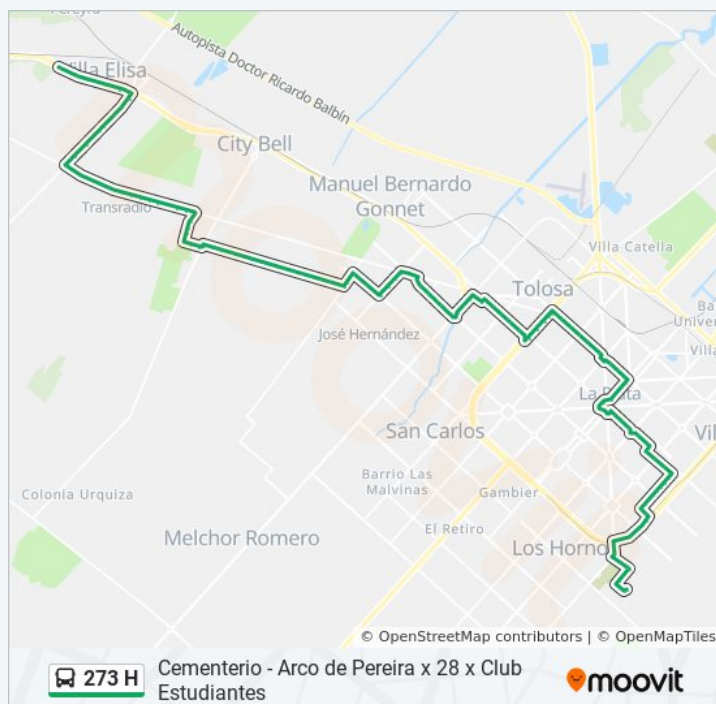 Pereyra
Villa Elisa
Autopista Doctor Ricardo Balbín
City Bell
Manuel Bernardo
Gonnet
Transradio
Villa Catella
Tolosa
José Hernández
La Plata
San Carlos
Barrio Las
Malvinas
Gambier
Colonia Urquiza
El Retiro
Melchor Romero
Los Horno
© OpenStreetMap contributors | © OpenMapTiles
273 H
Cementerio - Arco de Pereira x 28 x Club
Estudiantes
moovit